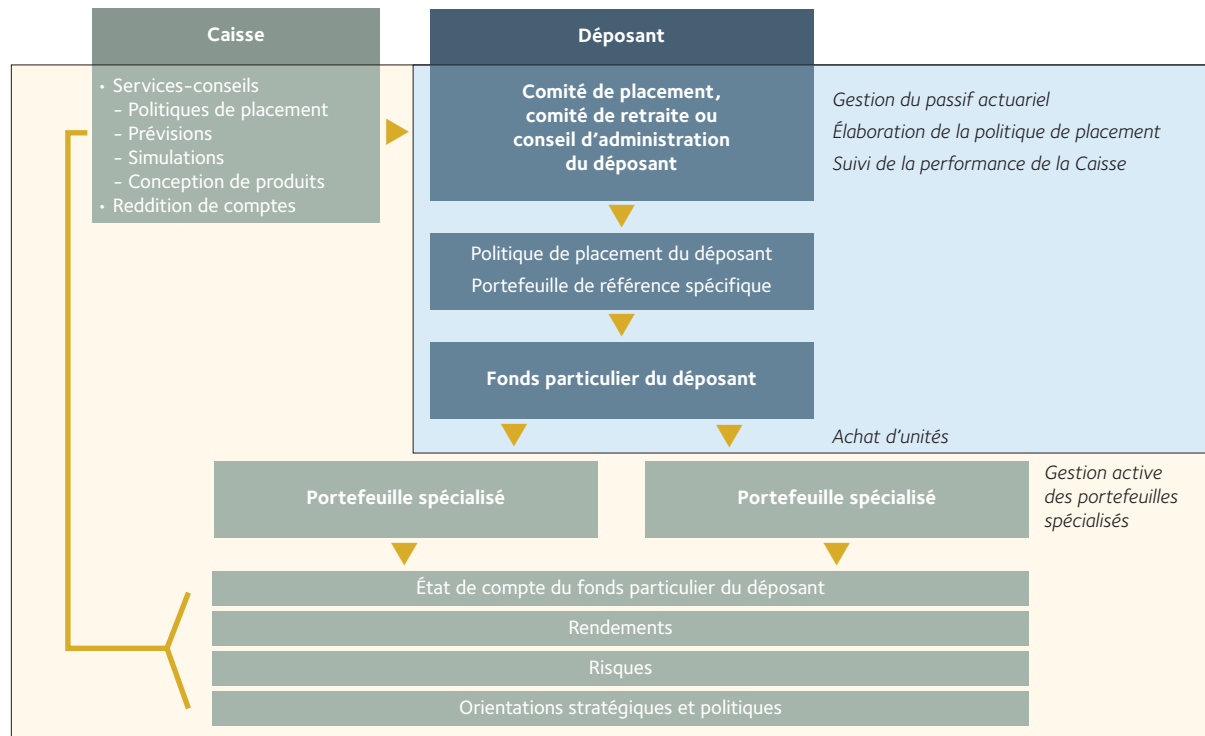 Caisse
• Services-conseils
– Politiques de placement
– Prévisions
– Simulations
– Conception de produits
• Reddition de comptes
Déposant
Comité de placement,
comité de retraite ou
conseil d'administration
du déposant
Gestion du passif actuariel
Élaboration de la politique de placement
Suivi de la performance de la Caisse
Politique de placement du déposant
Portefeuille de référence spécifique
Fonds particulier du déposant
Achat d'unités
Portefeuille spécialisé
Portefeuille spécialisé
Gestion active
des portefeuilles
spécialisés
État de compte du fonds particulier du déposant
Rendements
Risques
Orientations stratégiques et politiques